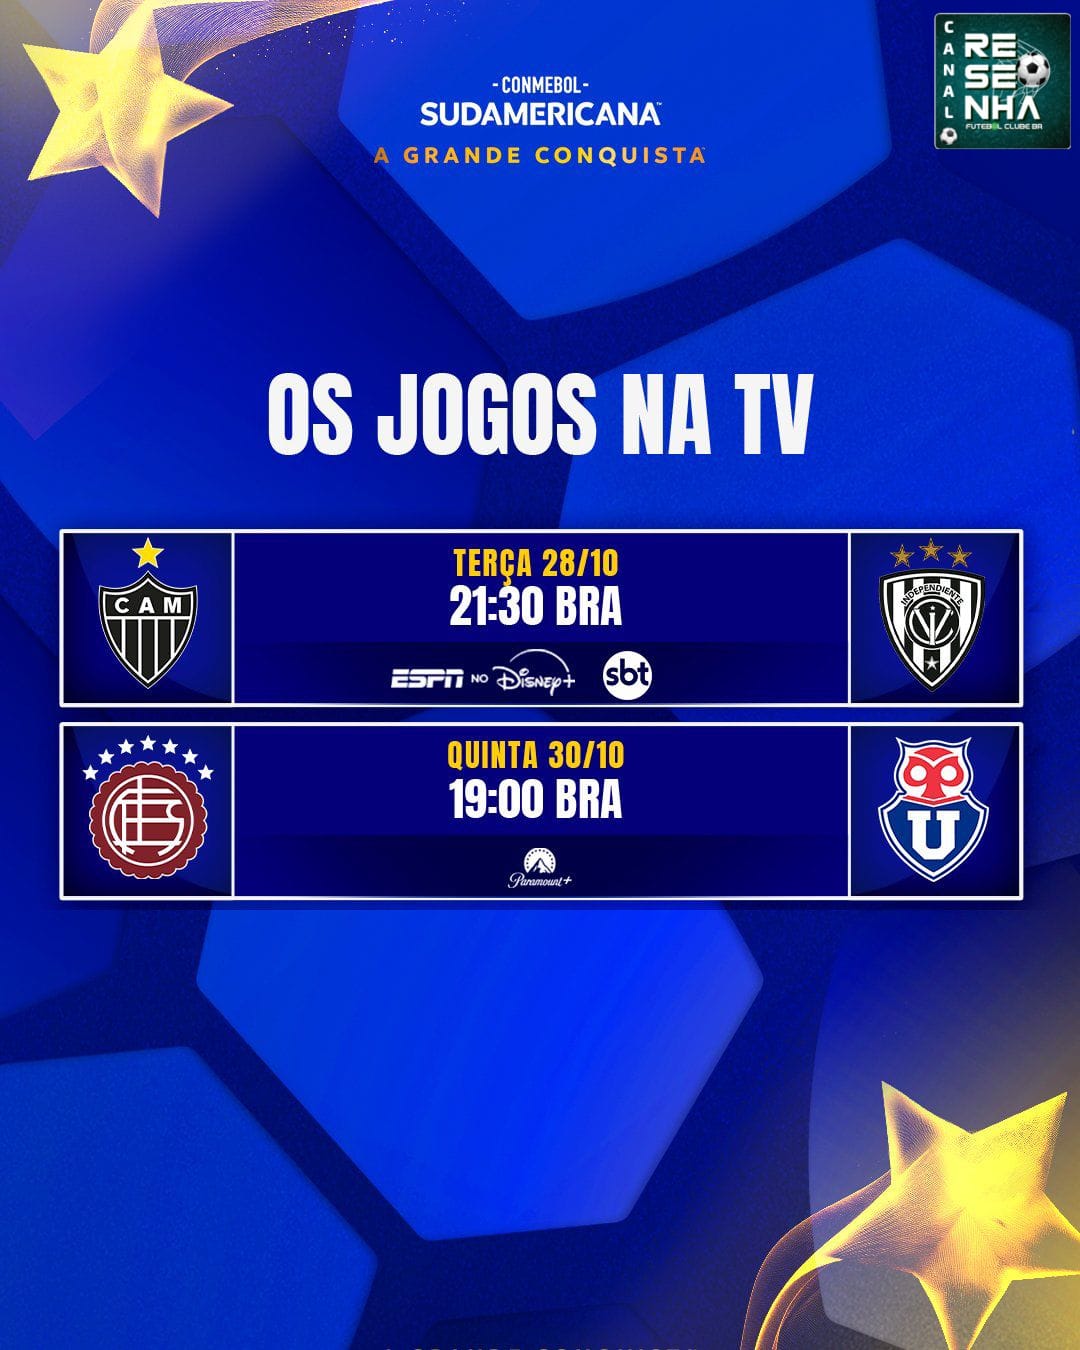 - CONMEBOL -
SUDAMERICANA
A GRANDE CONQUISTA
CANAL
RE
SE
NHA
FUTEBOL CLUBE BR
OS JOGOS NA TV
CAM
TERÇA 28/10
21:30 BRA
ESPN NO Disney+ sbt
INDEPENDIENTE
QUINTA 30/10
19:00 BRA
Paramount+
U